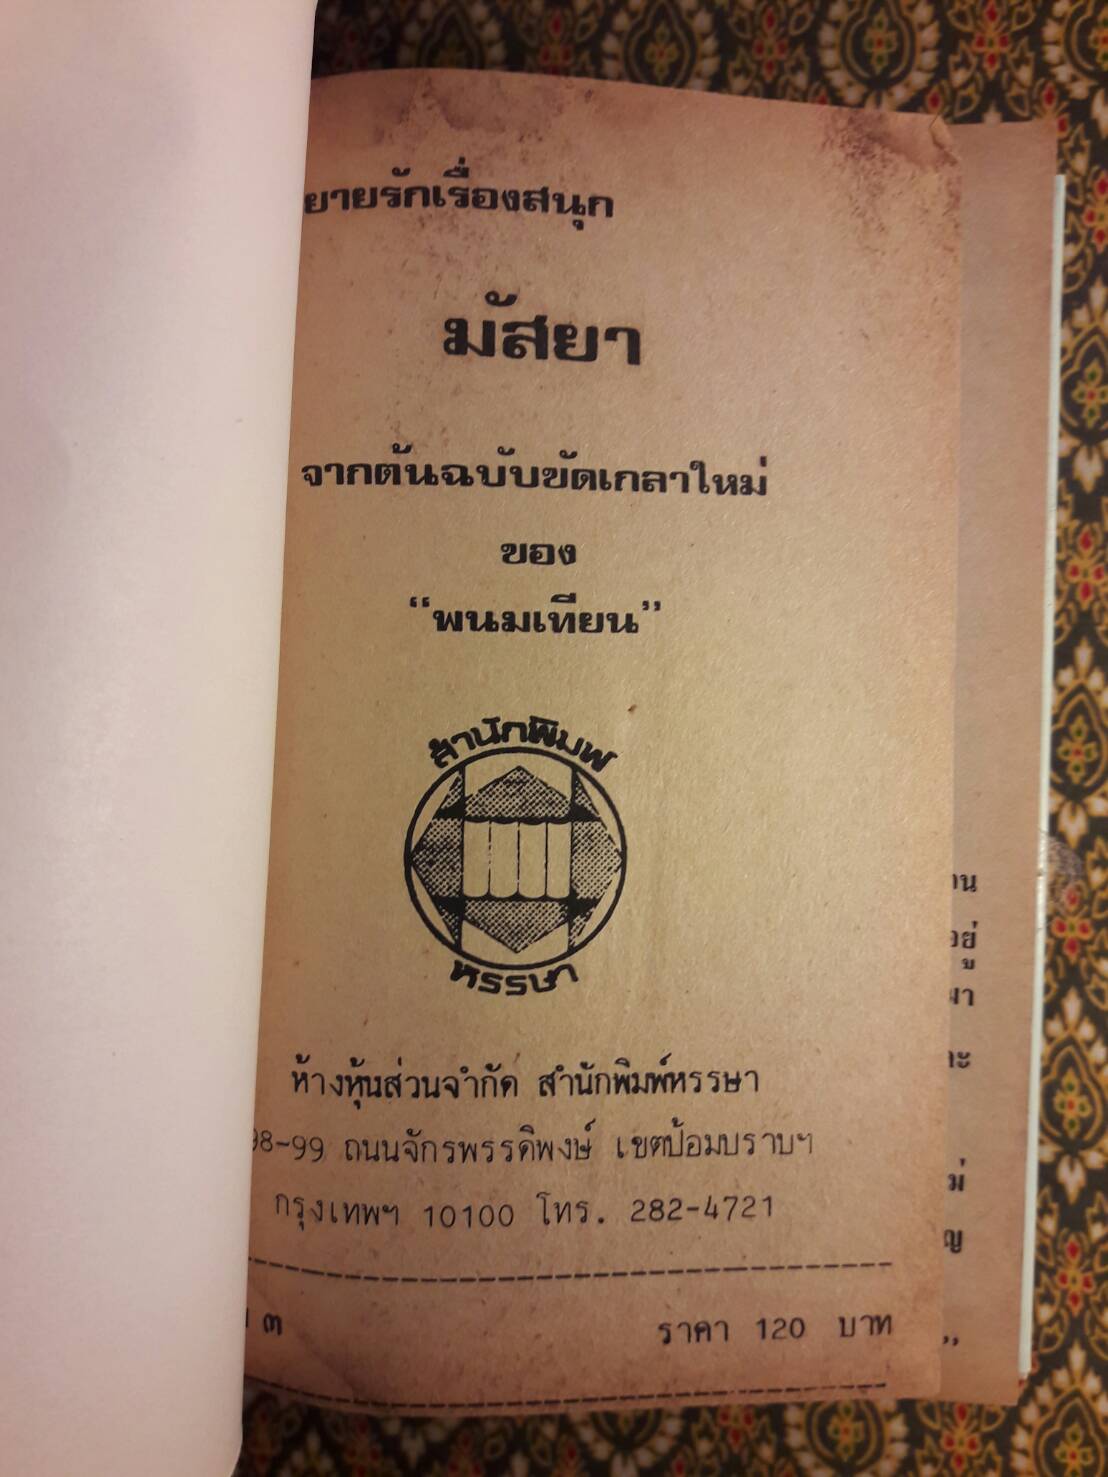 ยายรักเรื่องสนุก
มัสยา
จากต้นฉบับขัดเกลาใหม่
ของ
“พนมเทียน”
สำนักพิมพ์
หรรษา
ห้างหุ้นส่วนจำกัด สำนักพิมพ์หรรษา
98-99 ถนนจักรพรรดิพงษ์ เขตป้อมปราบฯ
กรุงเทพฯ 10100 โทร. 282-4721
๓ ราคา 120 บาท
อยู่